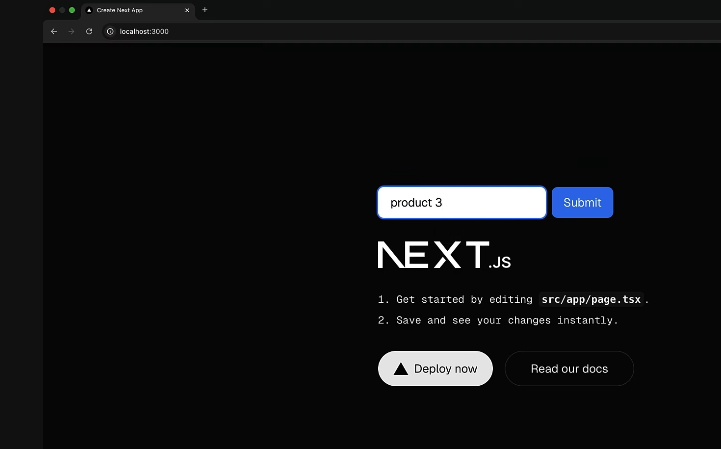 Create Next App
localhost:3000
product 3
Submit
NEXT.JS
1. Get started by editing src/app/page.tsx.
2. Save and see your changes instantly.
Deploy now
Read our docs